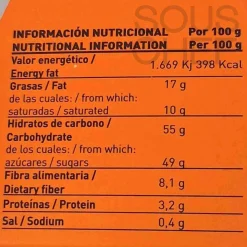 SOUS
INFORMACIÓN NUTRICIONAL Por 100 g
NUTRITIONAL INFORMATION Per 100 g
Valor energético / 1.669 Kj 398 Kcal
Energy fat
Grasas / Fat 17 g
de las cuales: / from which:
saturadas / saturated 10 g
Hidratos de carbono / 55 g
Carbohydrate
de los cuales: / from which:
azúcares / sugars 49 g
Fibra alimentaria / 8,1 g
Dietary fiber
Proteínas / Protein 3,2 g
Sal / Sodium 0,4 g